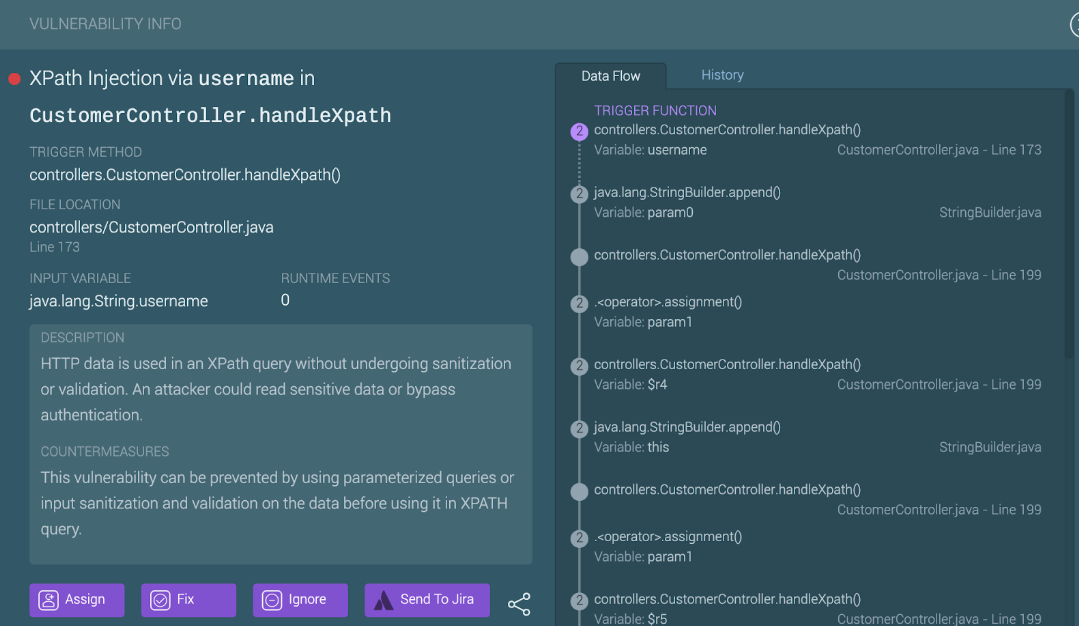 VULNERABILITY INFO
XPath Injection via username in
CustomerController.handleXpath
TRIGGER METHOD
controllers.CustomerController.handleXpath()
FILE LOCATION
controllers/CustomerController.java
Line 173
INPUT VARIABLE RUNTIME EVENTS
java.lang.String.username 0
DESCRIPTION
HTTP data is used in an XPath query without undergoing sanitization
or validation. An attacker could read sensitive data or bypass
authentication.
COUNTERMEASURES
This vulnerability can be prevented by using parameterized queries or
input sanitization and validation on the data before using it in XPATH
query.
Assign Fix Ignore Send To Jira
Data Flow History
TRIGGER FUNCTION
2 controllers.CustomerController.handleXpath()
Variable: username CustomerController.java - Line 173
2 java.lang.StringBuilder.append()
Variable: param0 StringBuilder.java
controllers.CustomerController.handleXpath()
CustomerController.java - Line 199
2 .<operator>.assignment()
Variable: param1
2 controllers.CustomerController.handleXpath()
Variable: $r4 CustomerController.java - Line 199
2 java.lang.StringBuilder.append()
Variable: this StringBuilder.java
controllers.CustomerController.handleXpath()
CustomerController.java - Line 199
2 .<operator>.assignment()
Variable: param1
2 controllers.CustomerController.handleXpath()
Variable: $r5 CustomerController.java - Line 199